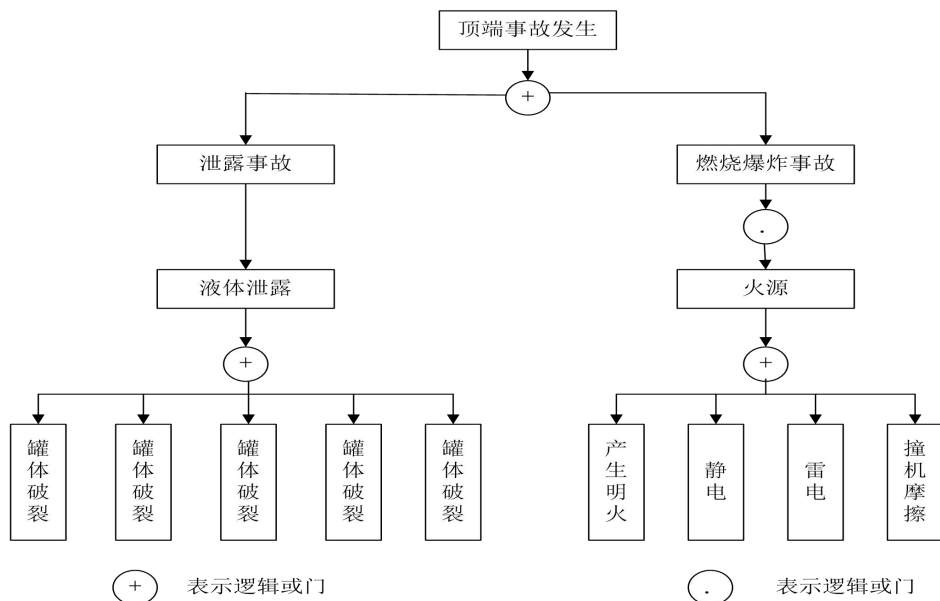 顶端事故发生
+
泄露事故
燃烧爆炸事故
.
液体泄露
火源
+
+
罐体破裂
罐体破裂
罐体破裂
罐体破裂
罐体破裂
产生明火
静电
雷电
撞机摩擦
+ 表示逻辑或门
. 表示逻辑或门